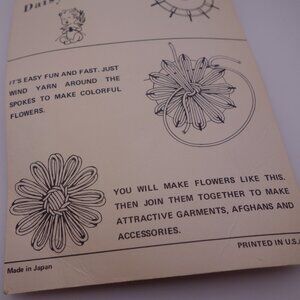 Daisy
IT'S EASY FUN AND FAST. JUST
WIND YARN AROUND THE
SPOKES TO MAKE COLORFUL
FLOWERS.
YOU WILL MAKE FLOWERS LIKE THIS.
THEN JOIN THEM TOGETHER TO MAKE
ATTRACTIVE GARMENTS, AFGHANS AND
ACCESSORIES.
PRINTED IN U.S.A
Made in Japan